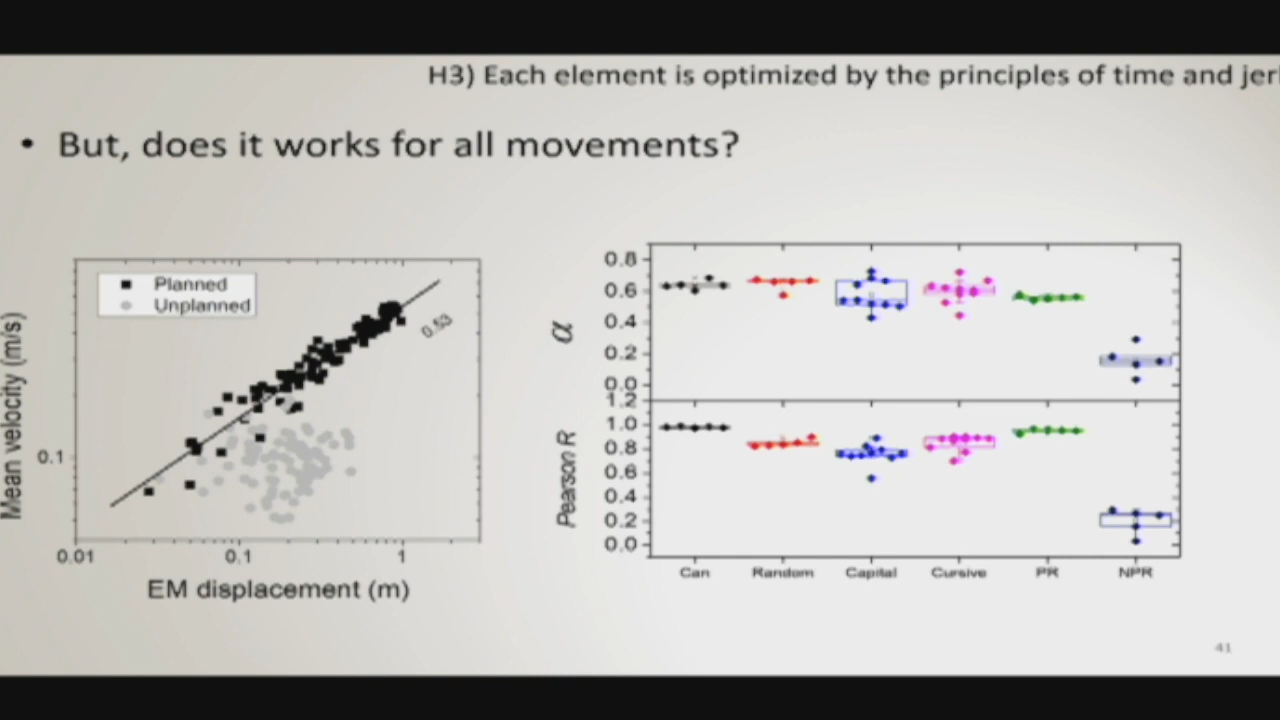 H3) Each element is optimized by the principles of time and jer
• But, does it works for all movements?
Planned
Unplanned
0.53
Mean velocity (m/s)
0.1
0.01 0.1 1
EM displacement (m)
α
0.8
0.6
0.4
0.2
0.0
Pearson R
1.2
1.0
0.8
0.6
0.4
0.2
0.0
Can Random Capital Cursive PR NPR
41